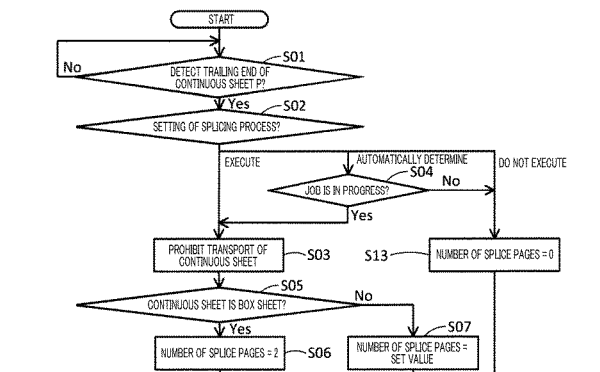 START
S01
No
DETECT TRAILING END OF
CONTINUOUS SHEET P?
Yes
S02
SETTING OF SPLICING PROCESS?
EXECUTE
AUTOMATICALLY DETERMINE
DO NOT EXECUTE
S04
JOB IS IN PROGRESS?
No
Yes
PROHIBIT TRANSPORT OF
CONTINUOUS SHEET
S03
S13
NUMBER OF SPLICE PAGES = 0
S05
CONTINUOUS SHEET IS BOX SHEET?
No
Yes
S07
NUMBER OF SPLICE PAGES = 2
S06
NUMBER OF SPLICE PAGES =
SET VALUE